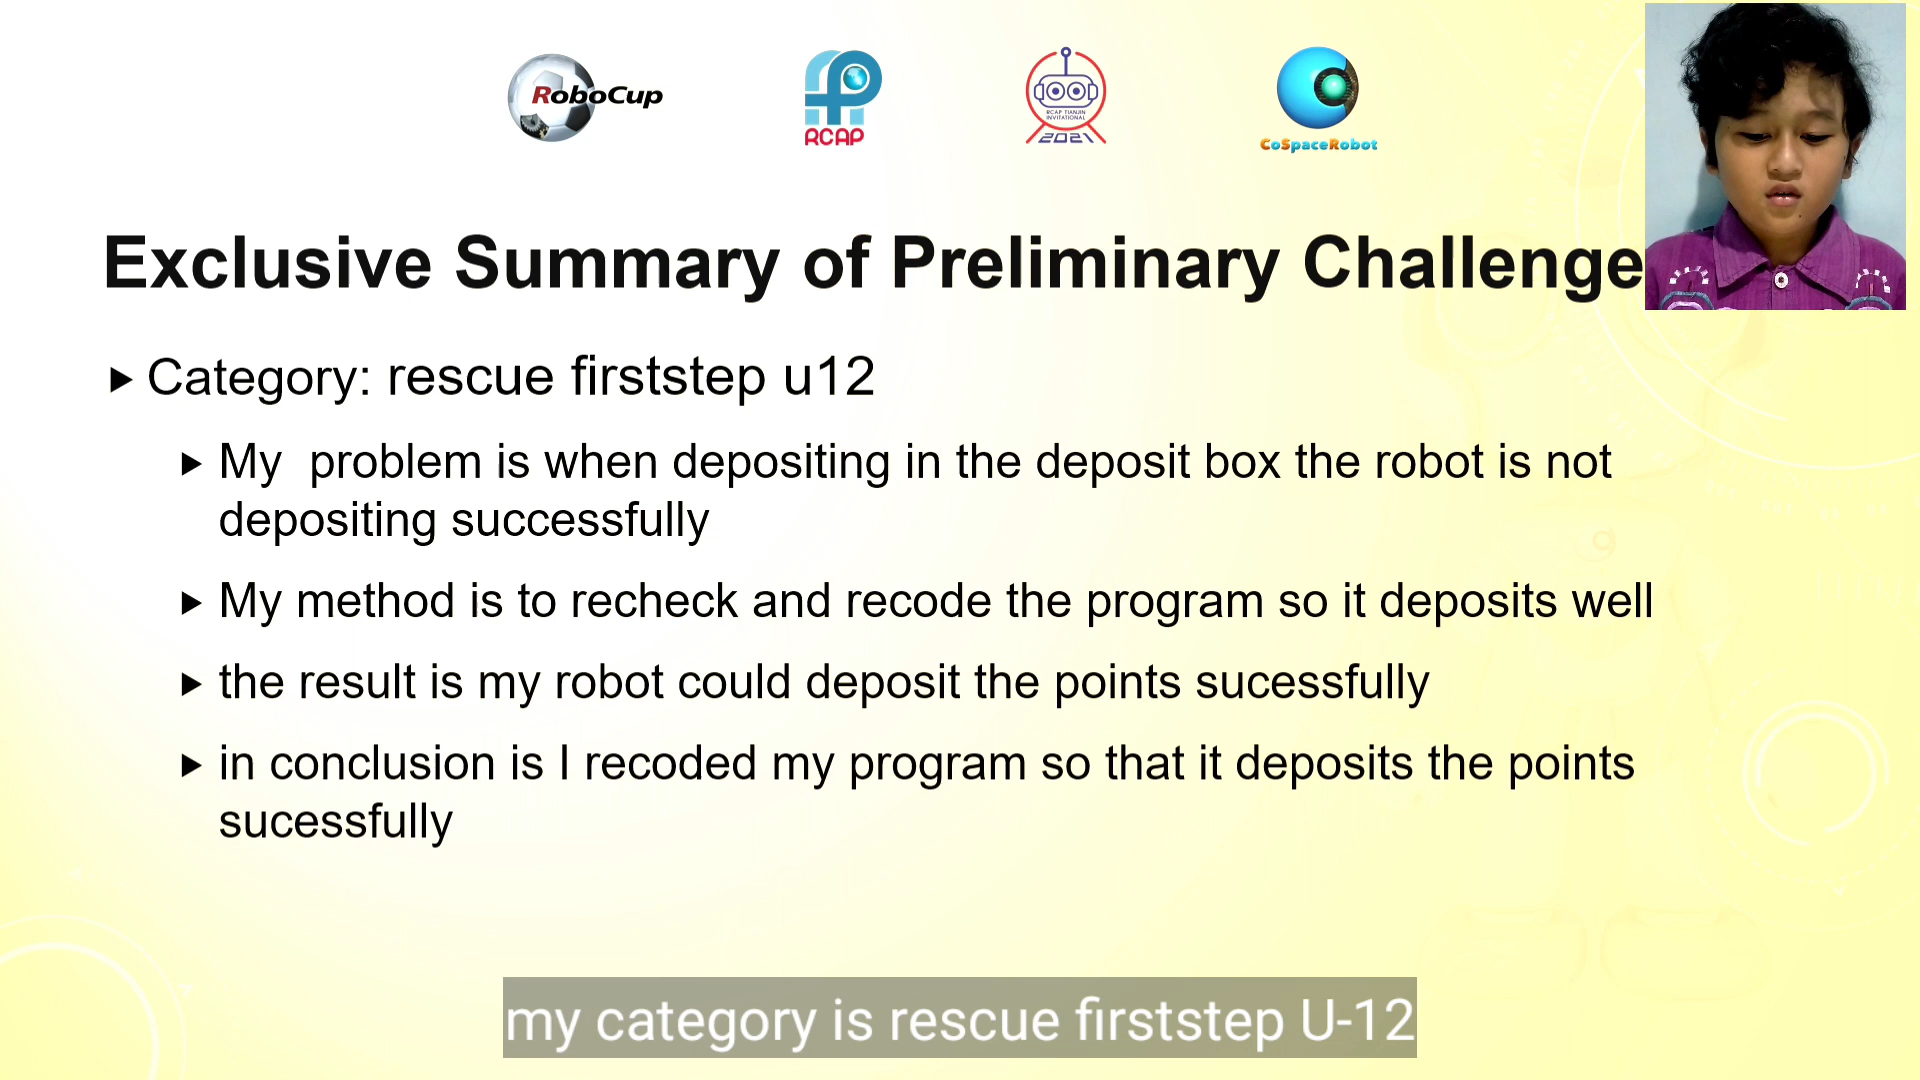 RoboCup
RCAP
RCAP TIANJIN
INVITATIONAL
2021
CoSpaceRobot
Exclusive Summary of Preliminary Challenge
Category: rescue firststep u12
My  problem is when depositing in the deposit box the robot is not
depositing successfully
My method is to recheck and recode the program so it deposits well
the result is my robot could deposit the points sucessfully
in conclusion is I recoded my program so that it deposits the points
sucessfully
my category is rescue firststep U-12